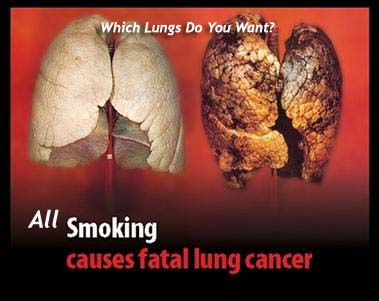 Which Lungs Do You Want?
All Smoking
causes fatal lung cancer